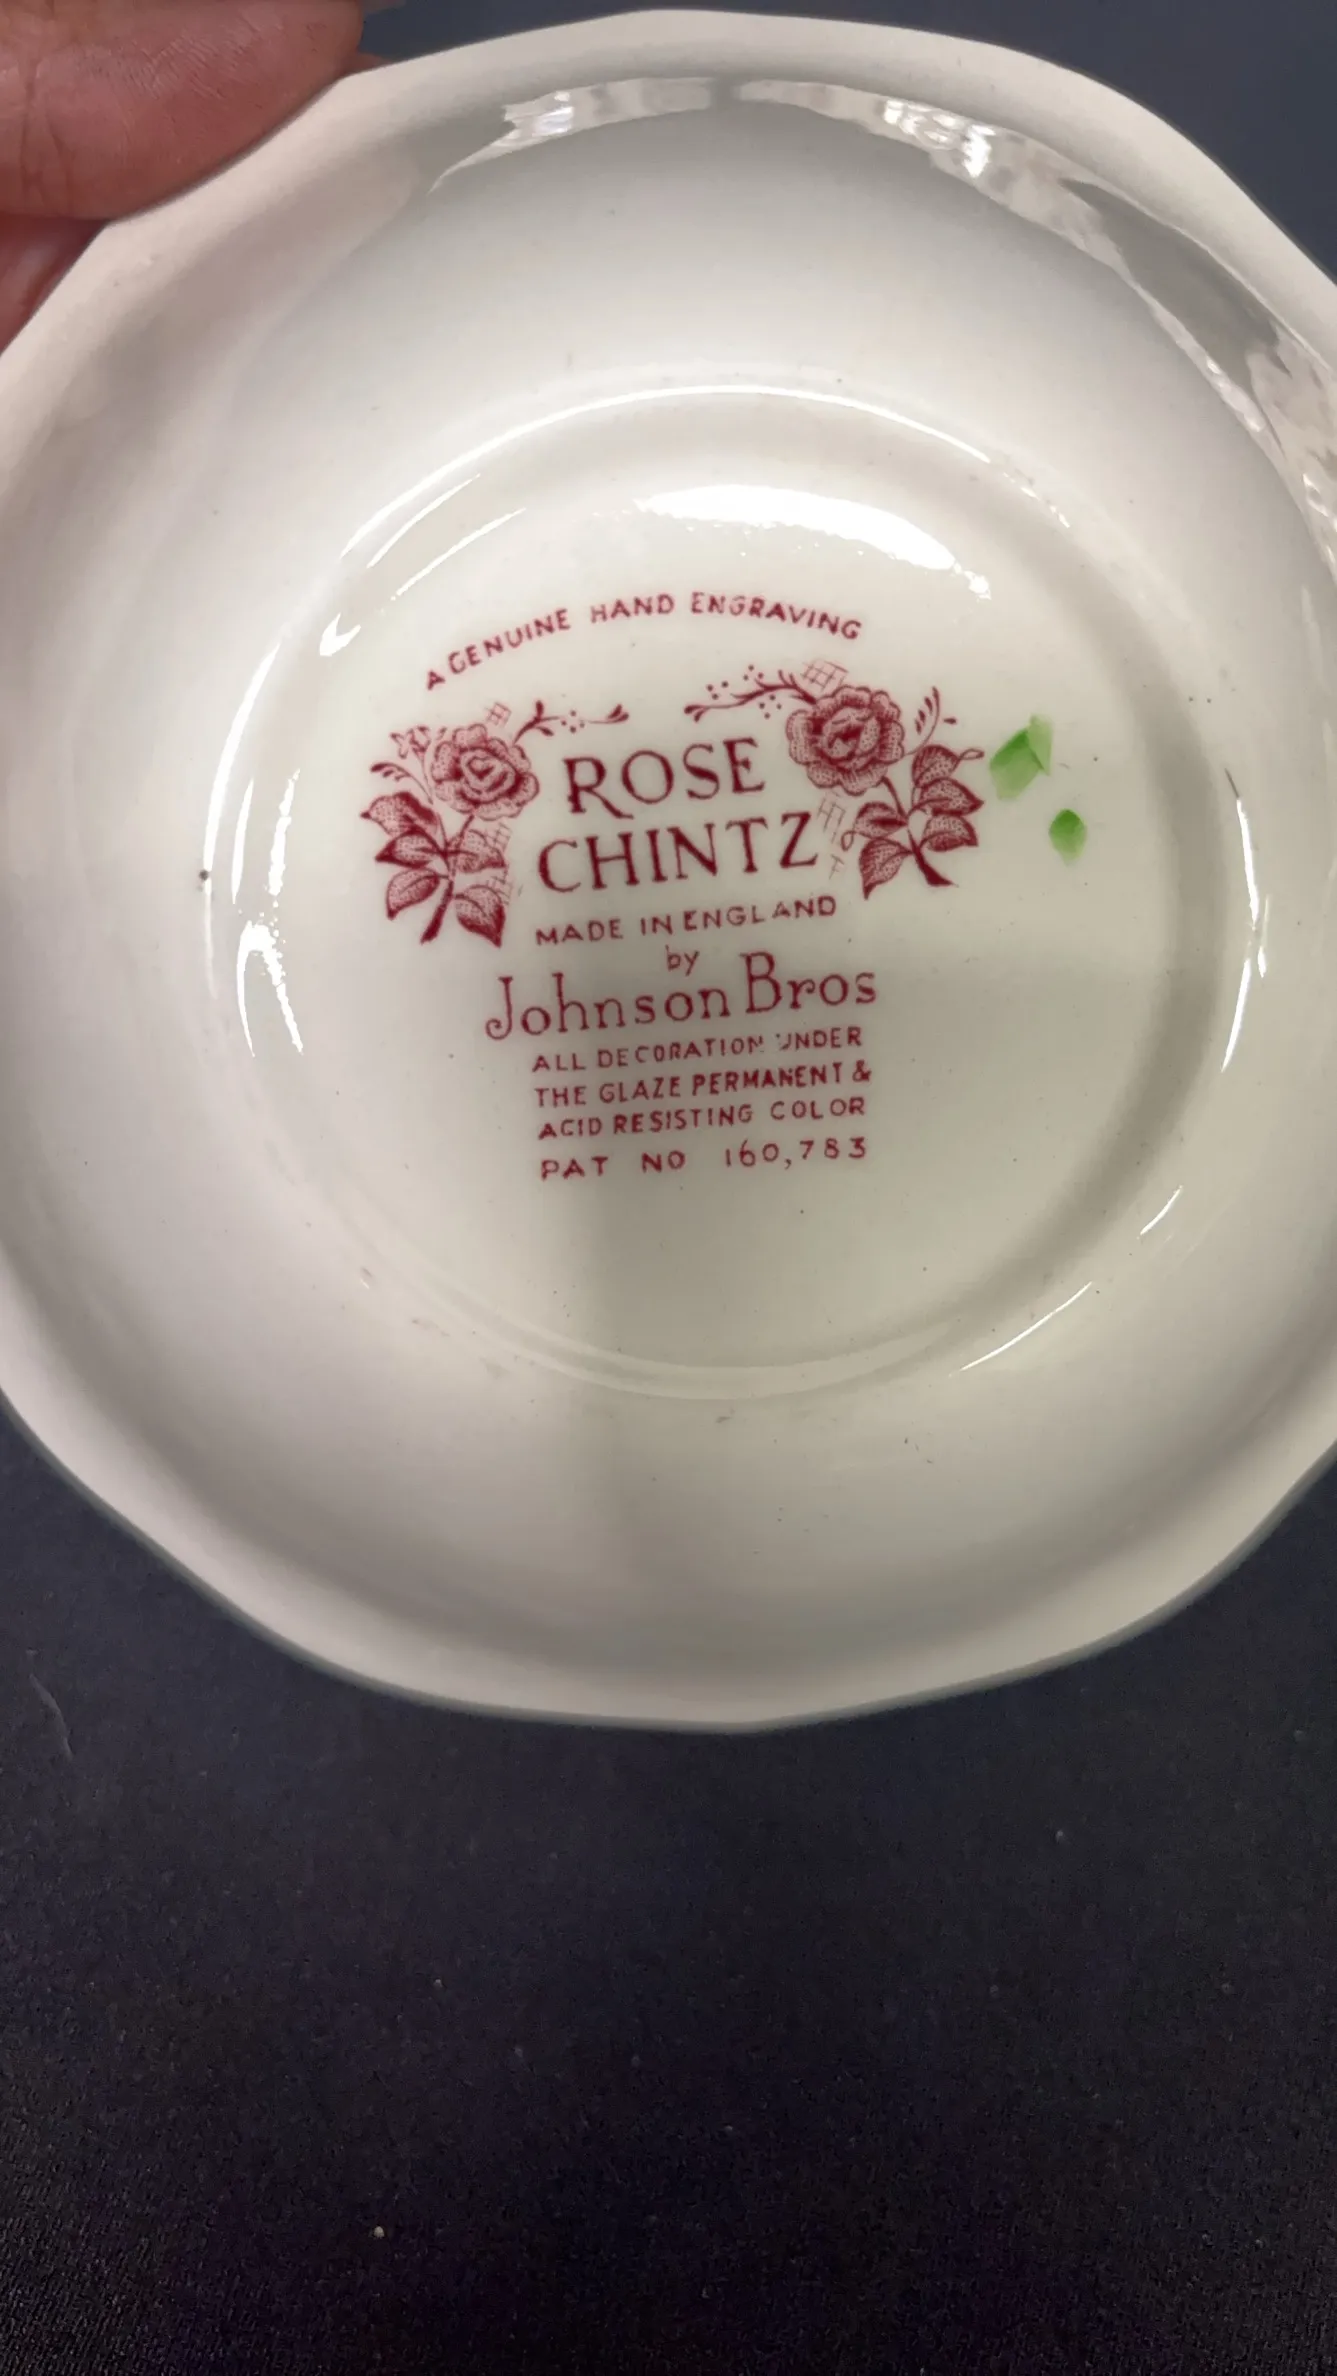 A GENUINE HAND ENGRAVING
ROSE
CHINTZ
MADE IN ENGLAND
by
Johnson Bros
ALL DECORATION UNDER
THE GLAZE PERMANENT &
ACID RESISTING COLOR
PAT NO 160,783